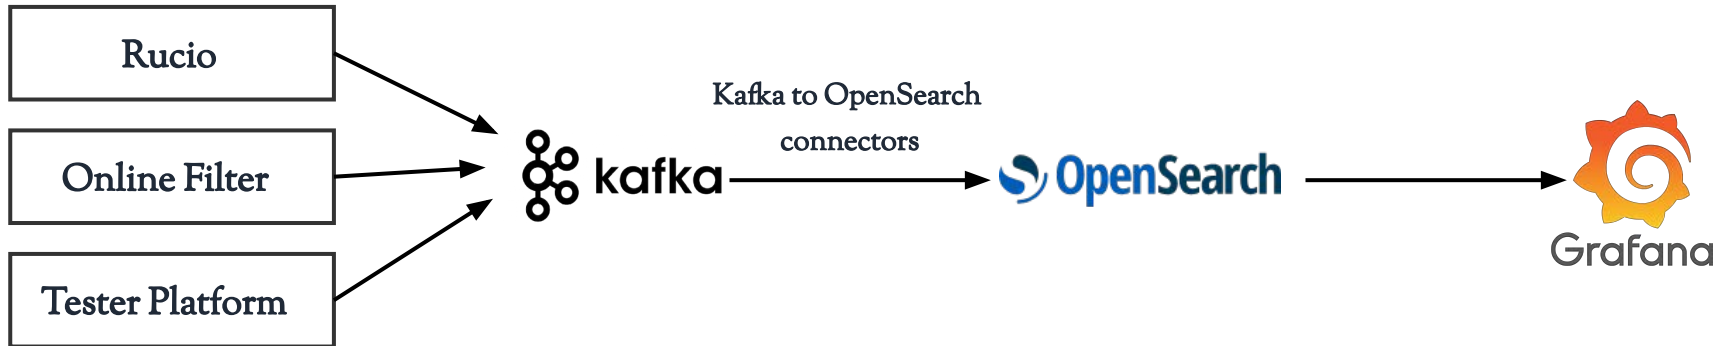 Rucio
Online Filter
Tester Platform
kafka
Kafka to OpenSearch
connectors
OpenSearch
Grafana